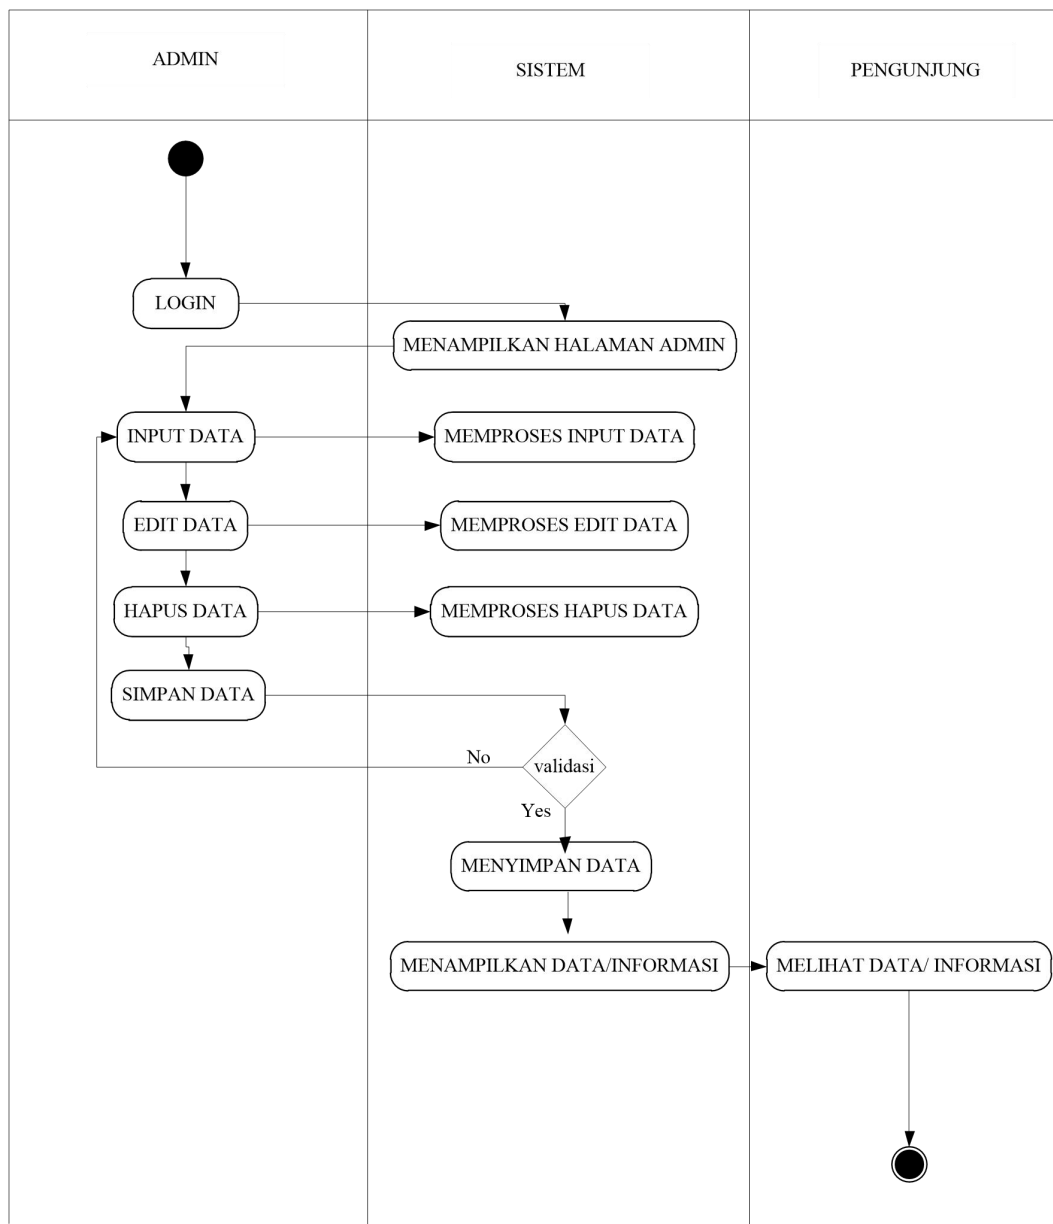 ADMIN
SISTEM
PENGUNJUNG
LOGIN
MENAMPILKAN HALAMAN ADMIN
INPUT DATA
MEMPROSES INPUT DATA
EDIT DATA
MEMPROSES EDIT DATA
HAPUS DATA
MEMPROSES HAPUS DATA
SIMPAN DATA
No
validasi
Yes
MENYIMPAN DATA
MENAMPILKAN DATA/INFORMASI
MELIHAT DATA/ INFORMASI